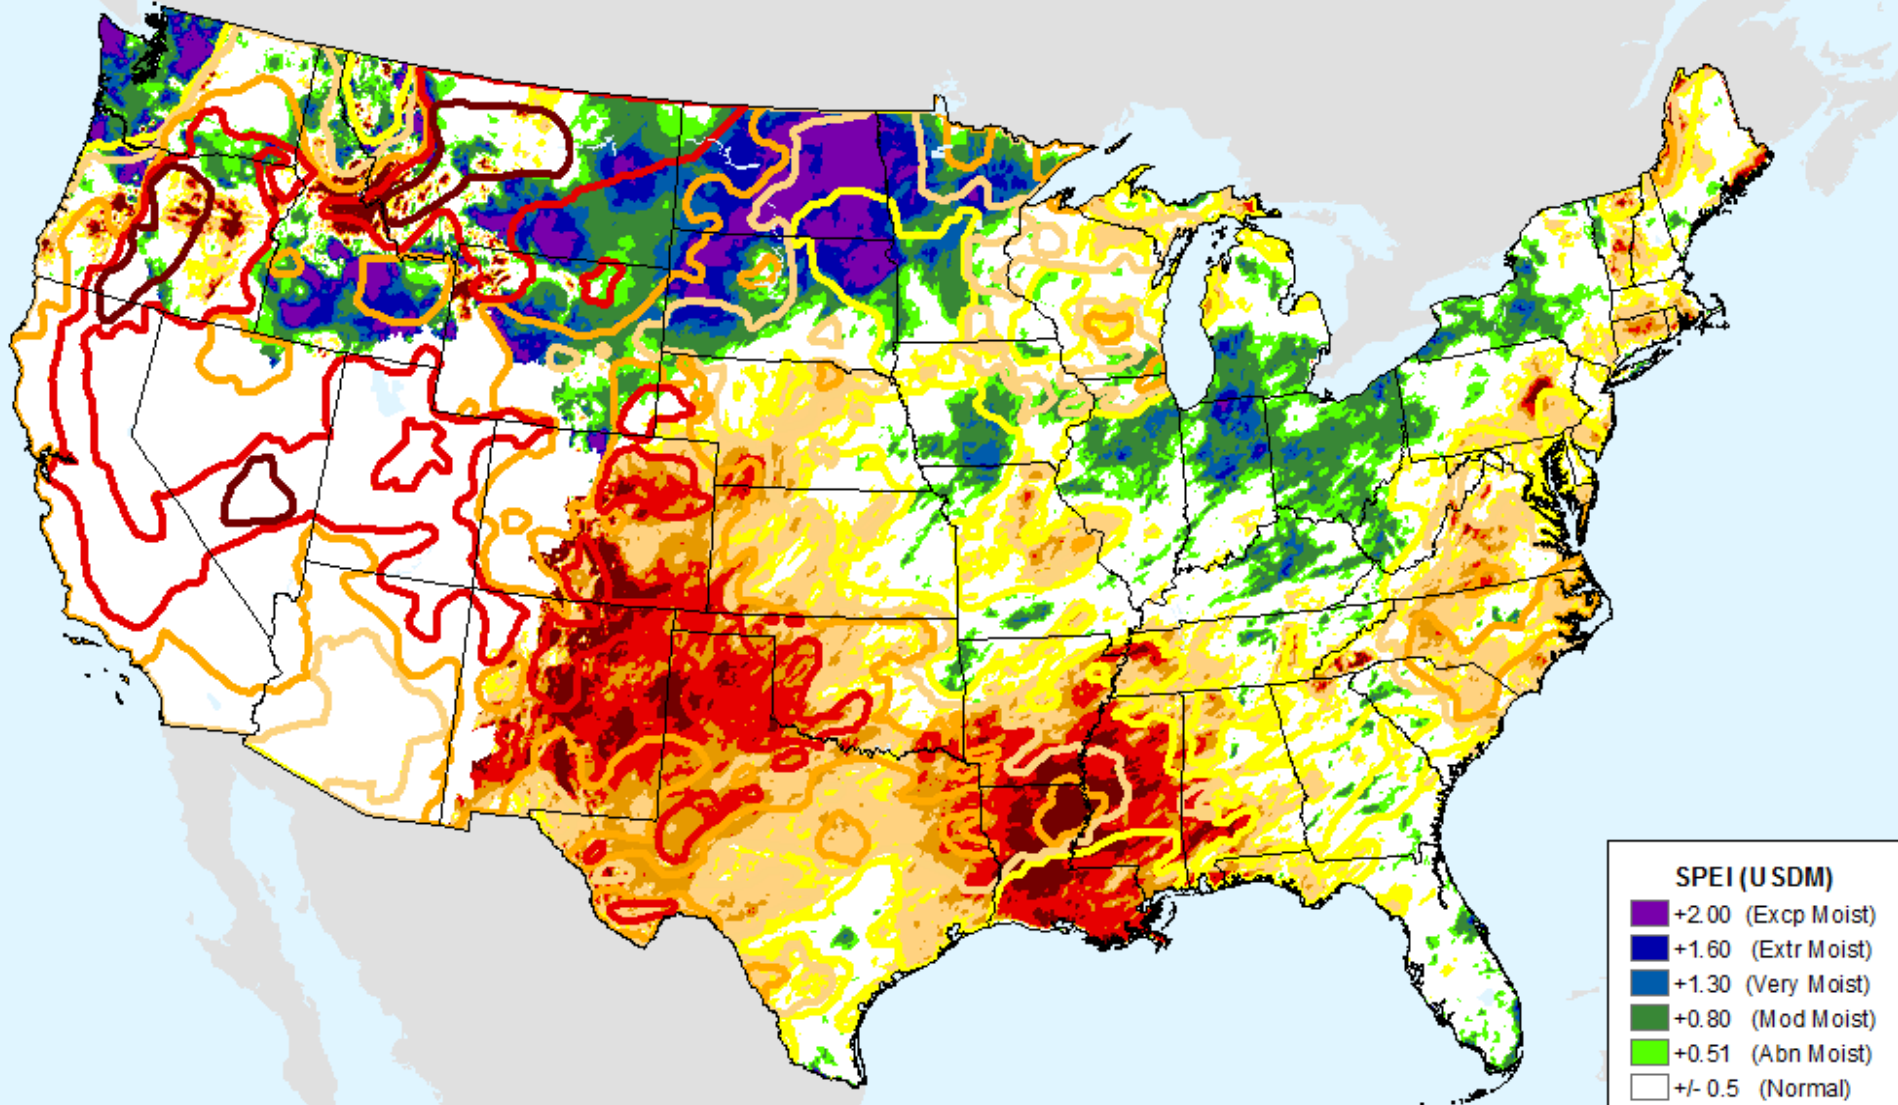 SPEI (USDM)
+2.00 (Excp Moist)
+1.60 (Extr Moist)
+1.30 (Very Moist)
+0.80 (Mod Moist)
+0.51 (Abn Moist)
+/- 0.5 (Normal)